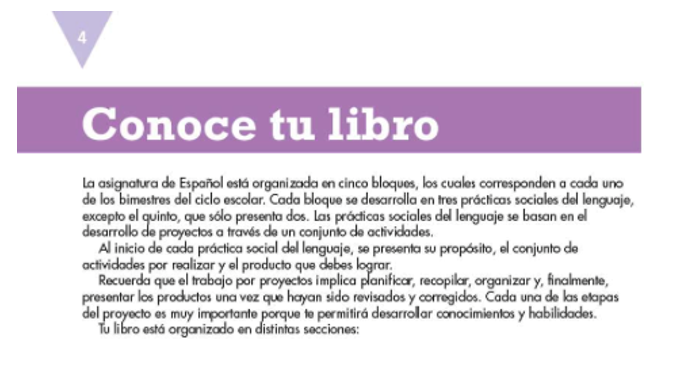 4
Conoce tu libro
La asignatura de Español está organizada en cinco bloques, los cuales corresponden a cada uno
de los bimestres del ciclo escolar. Cada bloque se desarrolla en tres prácticas sociales del lenguaje,
excepto el quinto, que sólo presenta dos. Las prácticas sociales del lenguaje se basan en el
desarrollo de proyectos a través de un conjunto de actividades.
Al inicio de cada práctica social del lenguaje, se presenta su propósito, el conjunto de
actividades por realizar y el producto que debes lograr.
Recuerda que el trabajo por proyectos implica planificar, recopilar, organizar y, finalmente,
presentar los productos una vez que hayan sido revisados y corregidos. Cada una de las etapas
del proyecto es muy importante porque te permitirá desarrollar conocimientos y habilidades.
Tu libro está organizado en distintas secciones: